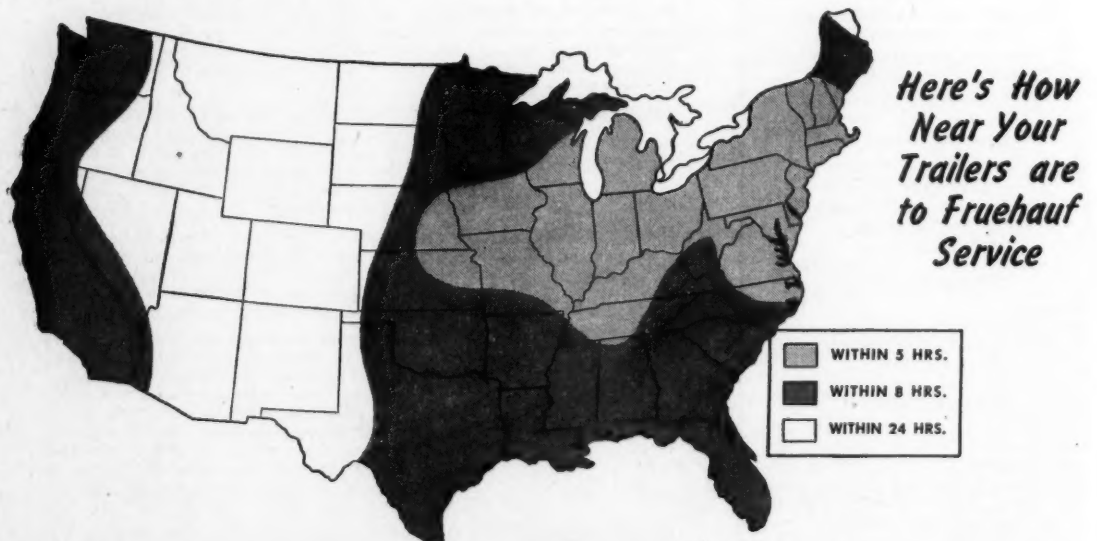 Here's How
Near Your
Trailers are
to Fruehauf
Service
WITHIN 5 HRS.
WITHIN 8 HRS.
WITHIN 24 HRS.